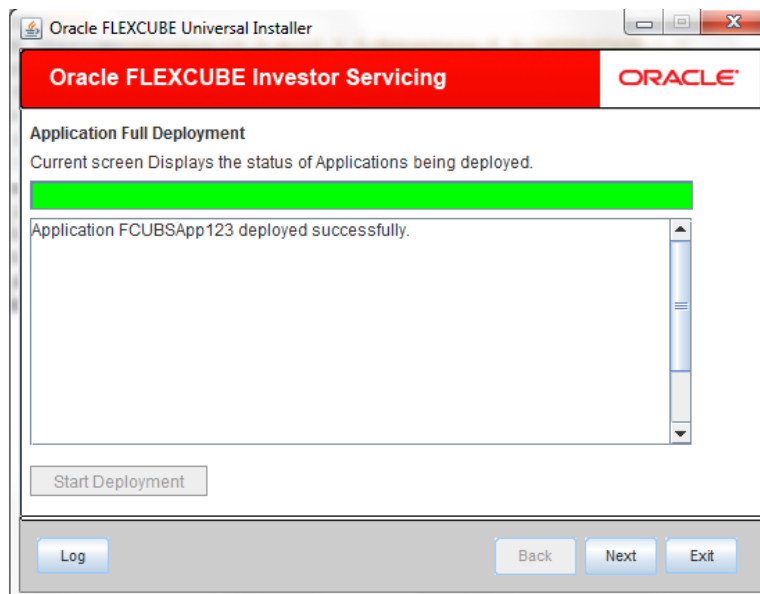 Oracle FLEXCUBE Universal Installer
Oracle FLEXCUBE Investor Servicing
ORACLE
Application Full Deployment
Current screen Displays the status of Applications being deployed.
Application FCUBSApp123 deployed successfully.
Start Deployment
Log Back Next Exit